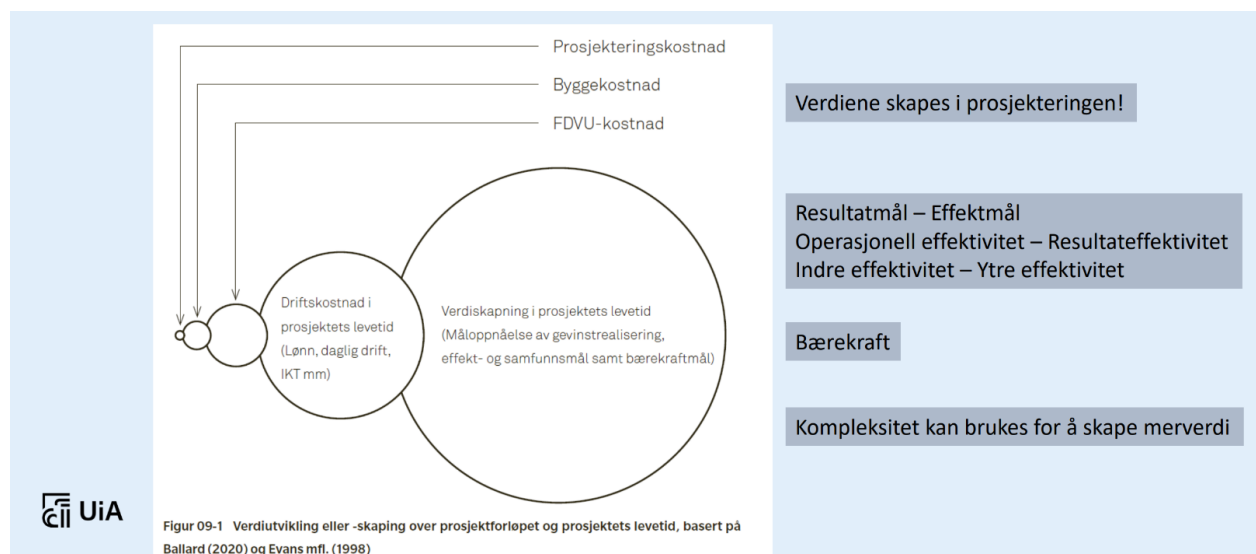 Prosjekteringskostnad
Byggekostnad
FDVU-kostnad
Driftskostnad i
prosjektets levetid
(Lønn, daglig drift,
IKT mm)
Verdiskapning i prosjektets levetid
(Måloppnåelse av gevinstrealisering,
effekt- og samfunnsmål samt bærekraftmål)
Figur 09-1 Verdiutvikling eller -skaping over prosjektforløpet og prosjektets levetid, basert på
Ballard (2020) og Evans mfl. (1998)
Verdiene skapes i prosjekteringen!
Resultatmål – Effektmål
Operasjonell effektivitet – Resultateffektivitet
Indre effektivitet – Ytre effektivitet
Bærekraft
Kompleksitet kan brukes for å skape merverdi
UiA